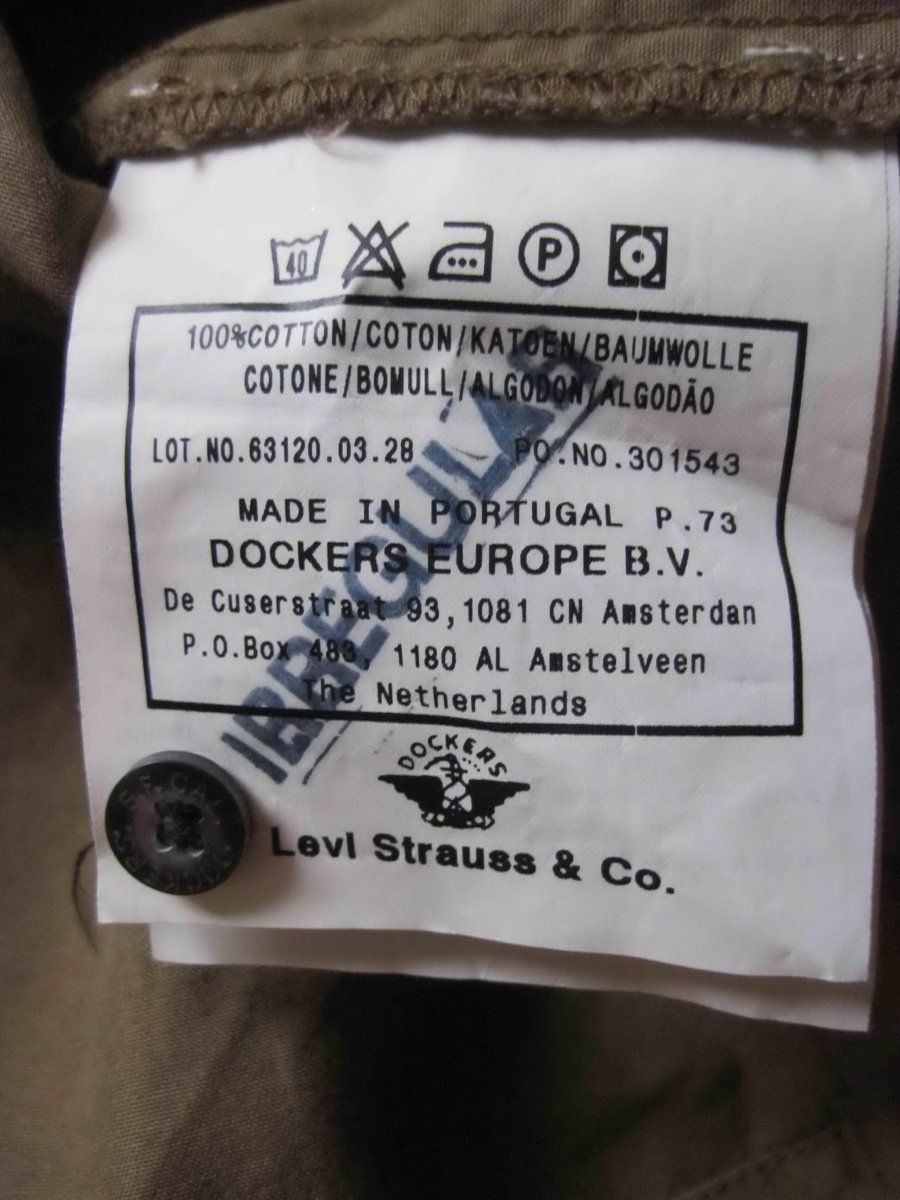 40 P
100%COTTON/COTON/KATOEN/BAUMWOLLE
COTONE/BOMULL/ALGODON/ALGODÃO
LOT.NO.63120.03.28 PO.NO.301543
MADE IN PORTUGAL P.73
DOCKERS EUROPE B.V.
De Cuserstraat 93,1081 CN Amsterdan
P.O.Box 483, 1180 AL Amstelveen
The Netherlands
IRREGULAR
DOCKERS
Levi Strauss & Co.
DOCKERS